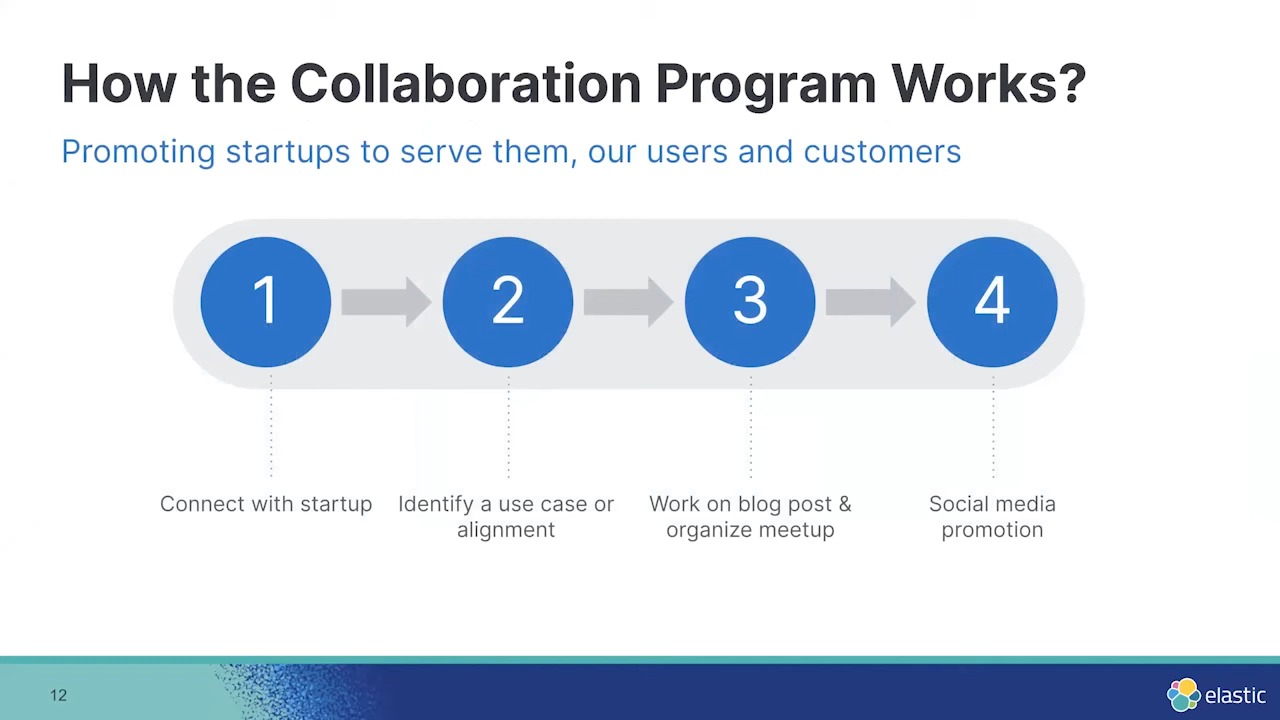 How the Collaboration Program Works?
Promoting startups to serve them, our users and customers
1
2
3
4
Connect with startup
Identify a use case or
alignment
Work on blog post &
organize meetup
Social media
promotion
12
elastic